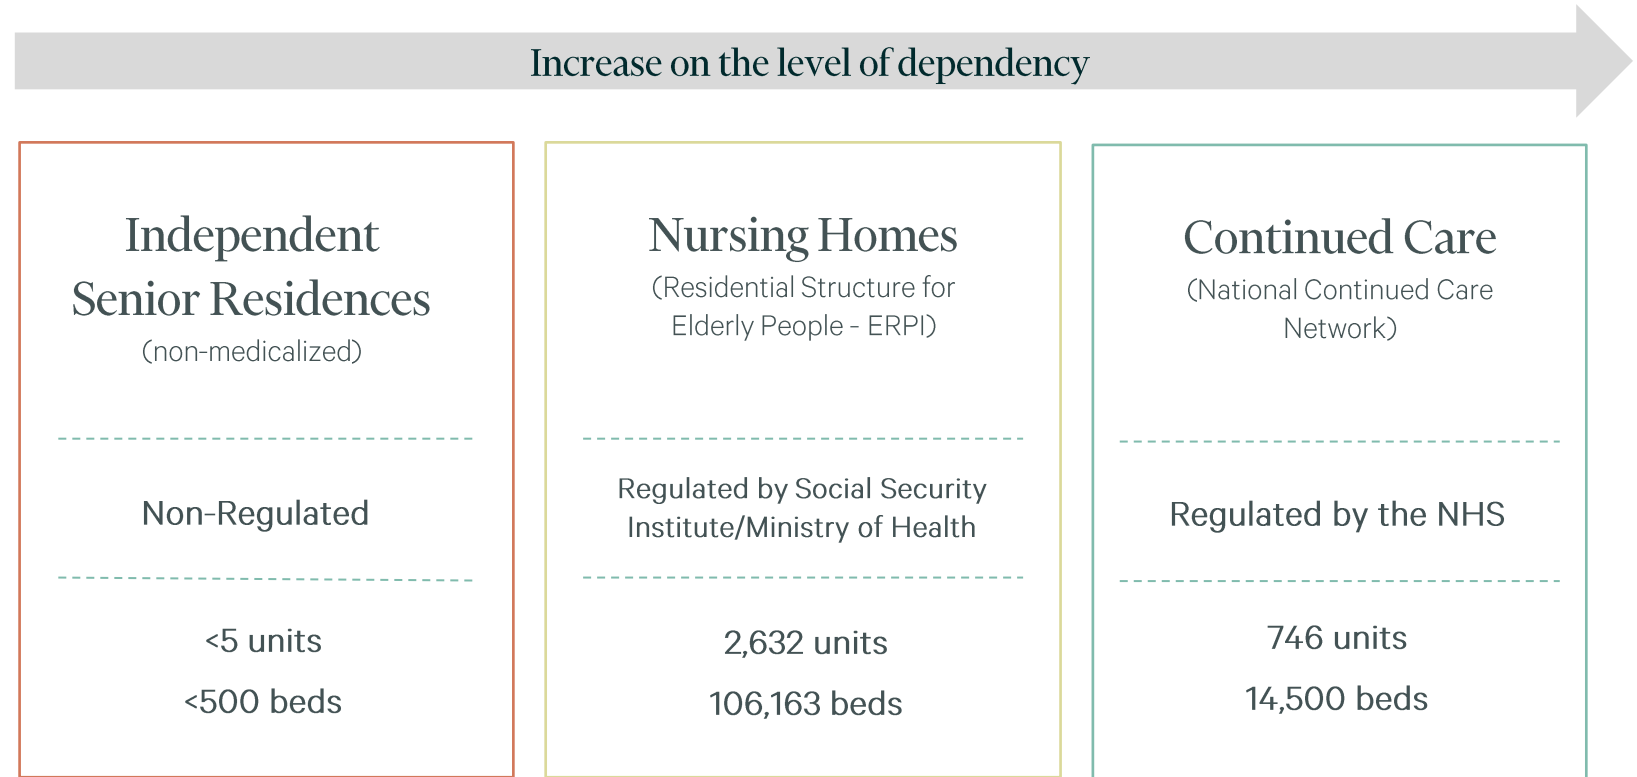 Increase on the level of dependency
Independent
Senior Residences
(non-medicalized)
Non-Regulated
<5 units
<500 beds
Nursing Homes
(Residential Structure for
Elderly People - ERPI)
Regulated by Social Security
Institute/Ministry of Health
2,632 units
106,163 beds
Continued Care
(National Continued Care
Network)
Regulated by the NHS
746 units
14,500 beds